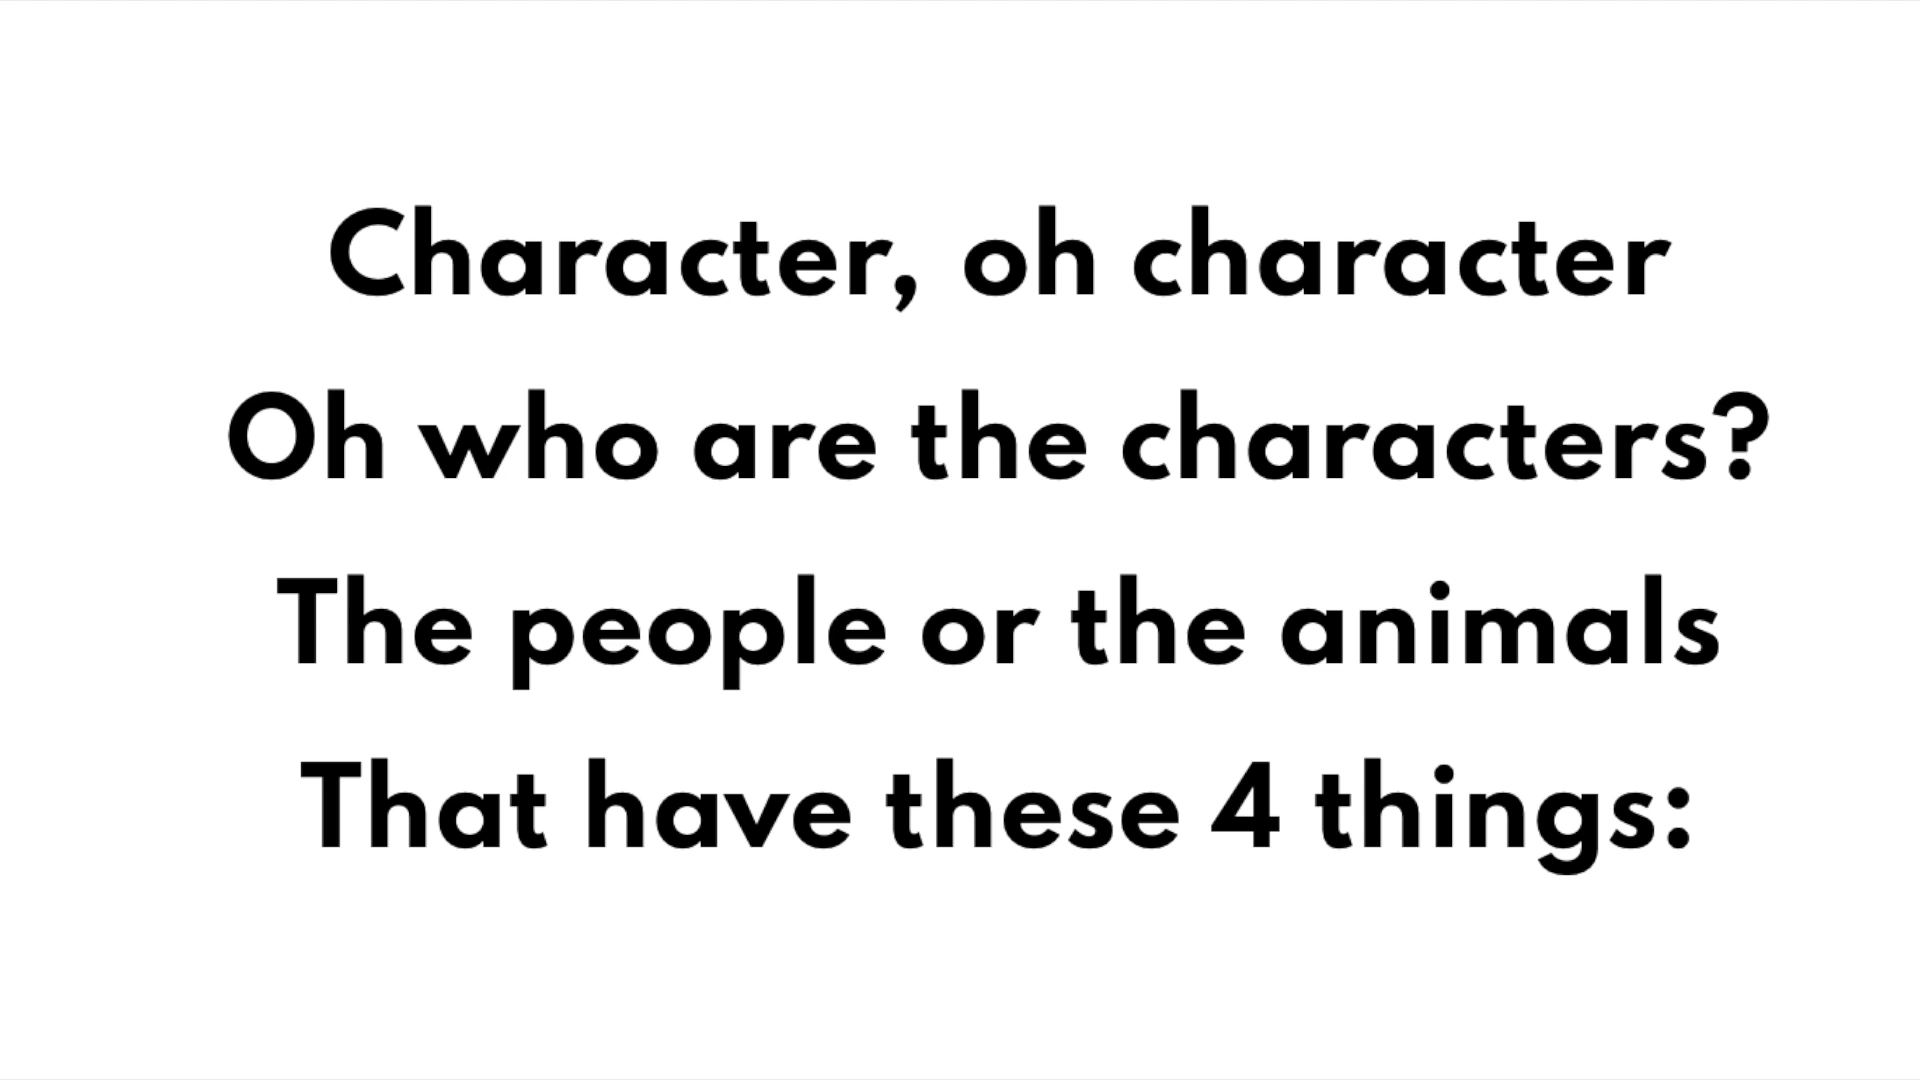 Character, oh character
Oh who are the characters?
The people or the animals
That have these 4 things: